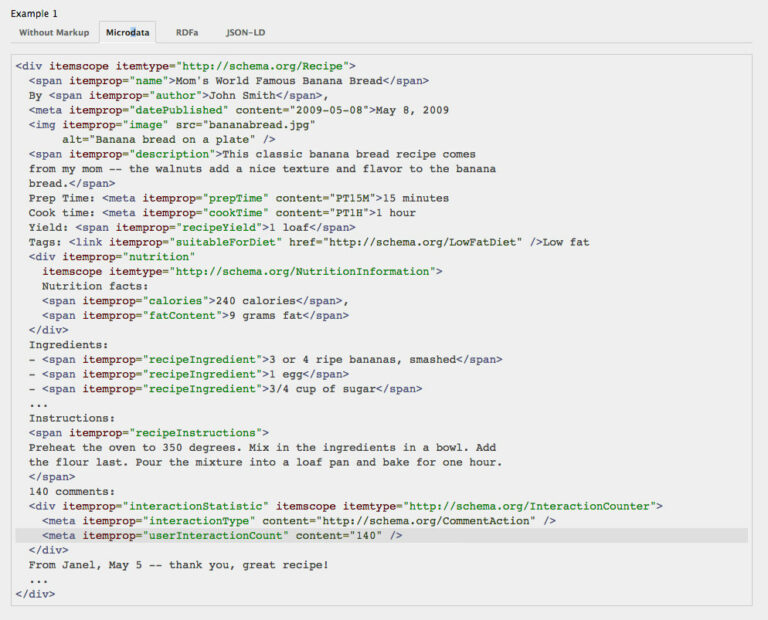 Example 1
Without Markup Microdata RDFa JSON-LD
<div itemscope itemtype="http://schema.org/Recipe">
  <span itemprop="name">Mom's World Famous Banana Bread</span>
  By <span itemprop="author">John Smith</span>,
  <meta itemprop="datePublished" content="2009-05-08">May 8, 2009
  <img itemprop="image" src="bananabread.jpg"
       alt="Banana bread on a plate" />
  <span itemprop="description">This classic banana bread recipe comes
  from my mom -- the walnuts add a nice texture and flavor to the banana
  bread.</span>
  Prep Time: <meta itemprop="prepTime" content="PT15M">15 minutes
  Cook time: <meta itemprop="cookTime" content="PT1H">1 hour
  Yield: <span itemprop="recipeYield">1 loaf</span>
  Tags: <link itemprop="suitableForDiet" href="http://schema.org/LowFatDiet" />Low fat
  <div itemprop="nutrition"
    itemscope itemtype="http://schema.org/NutritionInformation">
    Nutrition facts:
    <span itemprop="calories">240 calories</span>,
    <span itemprop="fatContent">9 grams fat</span>
  </div>
  Ingredients:
  - <span itemprop="recipeIngredient">3 or 4 ripe bananas, smashed</span>
  - <span itemprop="recipeIngredient">1 egg</span>
  - <span itemprop="recipeIngredient">3/4 cup of sugar</span>
  ...
  Instructions:
  <span itemprop="recipeInstructions">
  Preheat the oven to 350 degrees. Mix in the ingredients in a bowl. Add
  the flour last. Pour the mixture into a loaf pan and bake for one hour.
  </span>
  140 comments:
  <div itemprop="interactionStatistic" itemscope itemtype="http://schema.org/InteractionCounter">
    <meta itemprop="interactionType" content="http://schema.org/CommentAction" />
    <meta itemprop="userInteractionCount" content="140" />
  </div>
  From Janel, May 5 -- thank you, great recipe!
  ...
</div>